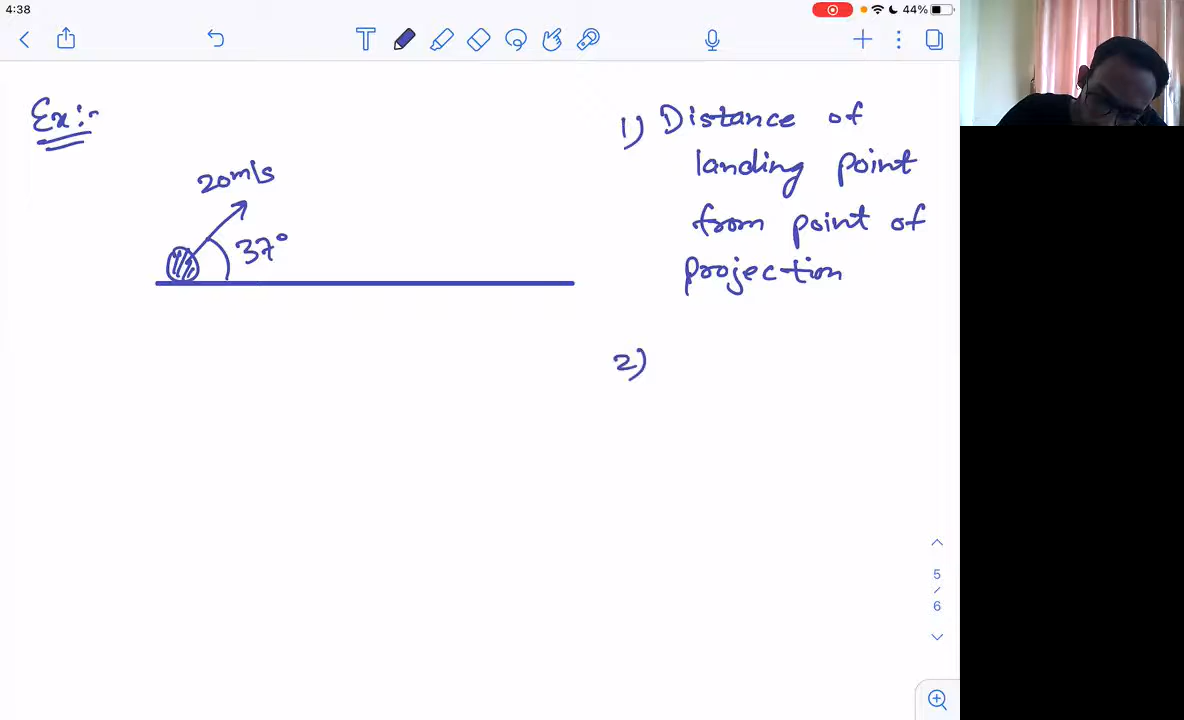 4:38
44%
Ex:-
20m/s
37°
1) Distance of
landing point
from point of
projection
2)
5
/
6